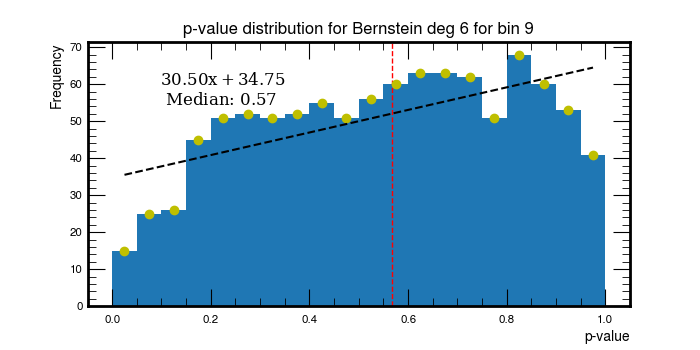 p-value distribution for Bernstein deg 6 for bin 9
Frequency
70
60
50
40
30
20
10
0
30.50x + 34.75
Median: 0.57
0.0 0.2 0.4 0.6 0.8 1.0
p-value